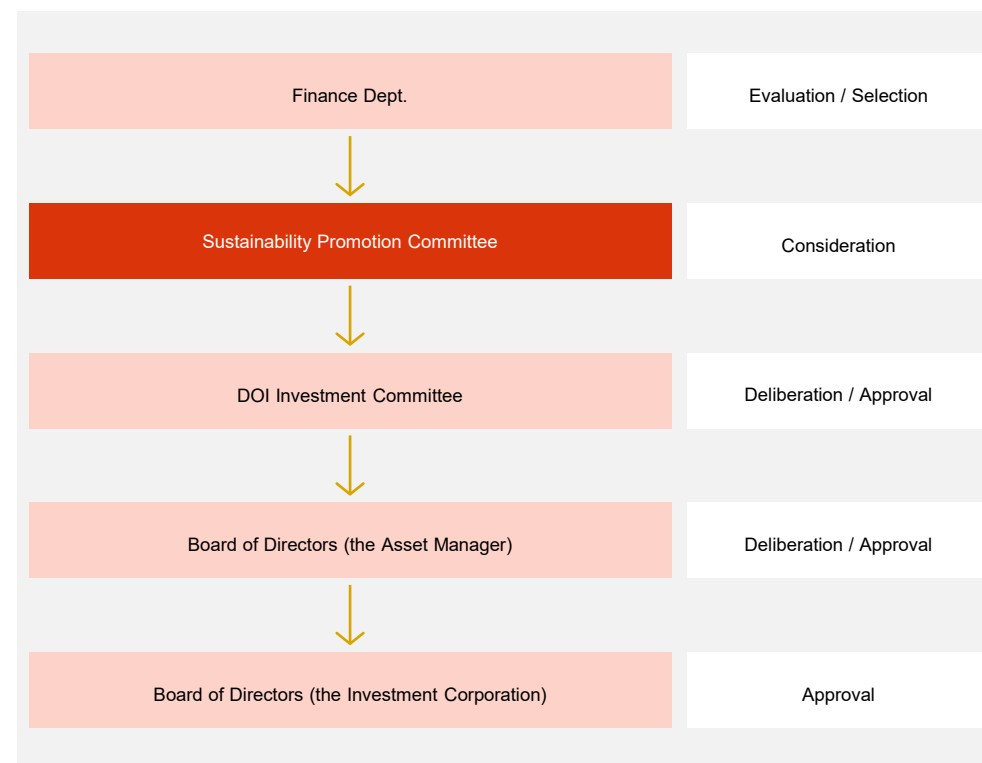 Finance Dept.
Evaluation / Selection
Sustainability Promotion Committee
Consideration
DOI Investment Committee
Deliberation / Approval
Board of Directors (the Asset Manager)
Deliberation / Approval
Board of Directors (the Investment Corporation)
Approval